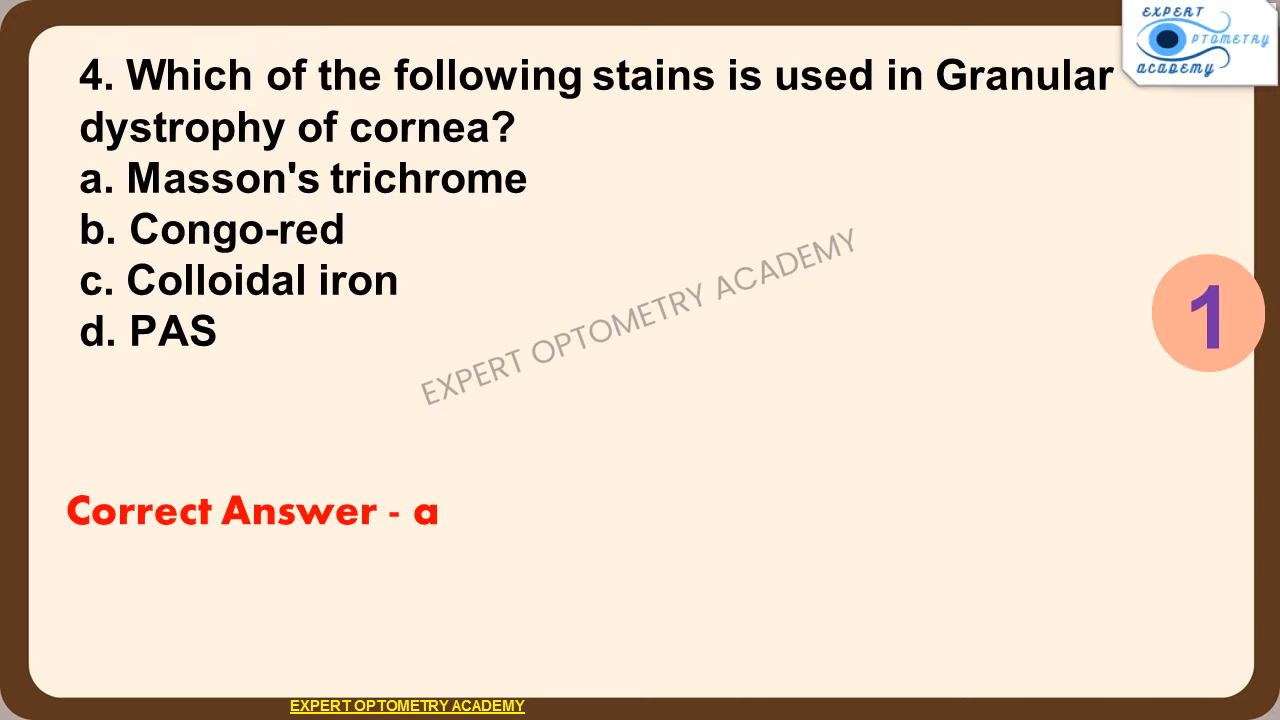 EXPERT
OPTOMETRY
ACADEMY
4. Which of the following stains is used in Granular
dystrophy of cornea?
a. Masson's trichrome
b. Congo-red
c. Colloidal iron
d. PAS
EXPERT OPTOMETRY ACADEMY
1
Correct Answer - a
EXPERT OPTOMETRY ACADEMY